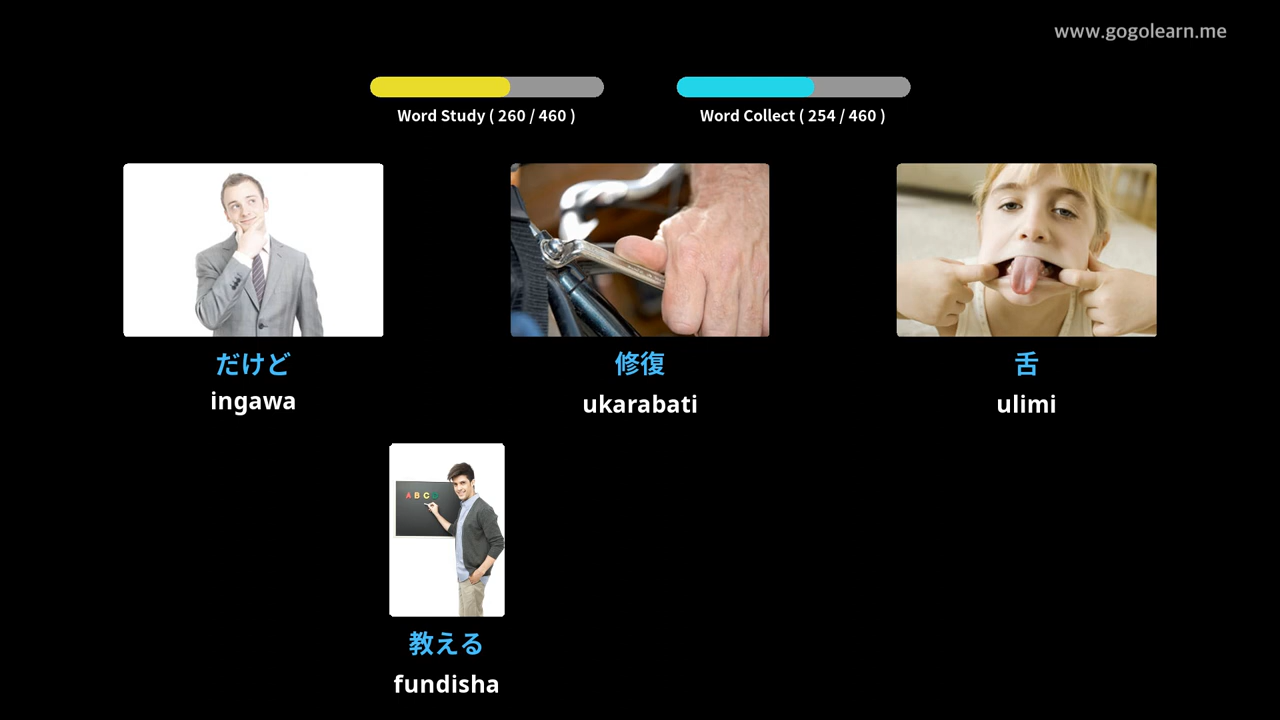 www.gogolearn.me
Word Study ( 260 / 460 )
Word Collect ( 254 / 460 )
だけど
ingawa
修復
ukarabati
舌
ulimi
A B C D
教える
fundisha